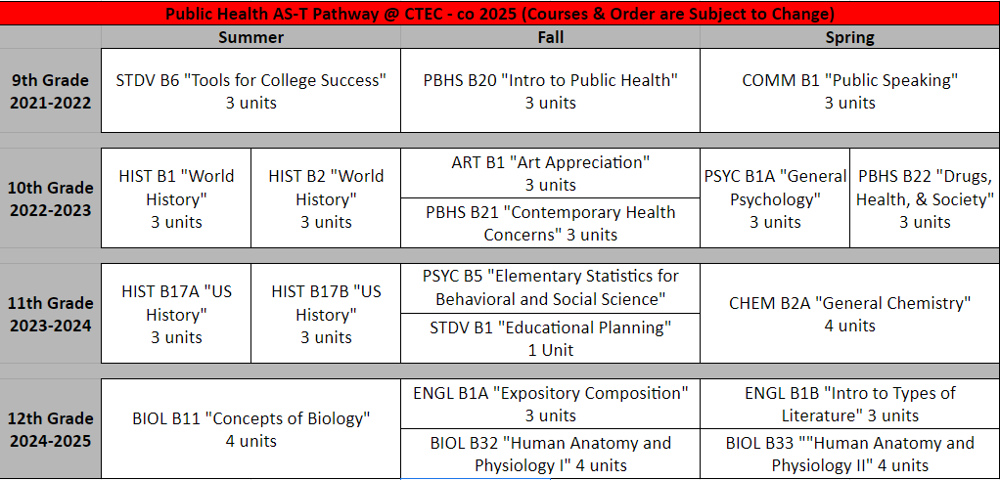 Public Health AS-T Pathway @ CTEC - co 2025 (Courses & Order are Subject to Change)
Summer
Fall
Spring
9th Grade
2021-2022
STDV B6 "Tools for College Success"
3 units
PBHS B20 "Intro to Public Health"
3 units
COMM B1 "Public Speaking"
3 units
10th Grade
2022-2023
HIST B1 "World
History"
3 units
HIST B2 "World
History"
3 units
ART B1 "Art Appreciation"
3 units
PBHS B21 "Contemporary Health
Concerns" 3 units
PSYC B1A "General
Psychology"
3 units
PBHS B22 "Drugs,
Health, & Society"
3 units
11th Grade
2023-2024
HIST B17A "US
History"
3 units
HIST B17B "US
History"
3 units
PSYC B5 "Elementary Statistics for
Behavioral and Social Science"
STDV B1 "Educational Planning"
1 Unit
CHEM B2A "General Chemistry"
4 units
12th Grade
2024-2025
BIOL B11 "Concepts of Biology"
4 units
ENGL B1A "Expository Composition"
3 units
BIOL B32 "Human Anatomy and
Physiology I" 4 units
ENGL B1B "Intro to Types of
Literature" 3 units
BIOL B33 ""Human Anatomy and
Physiology II" 4 units